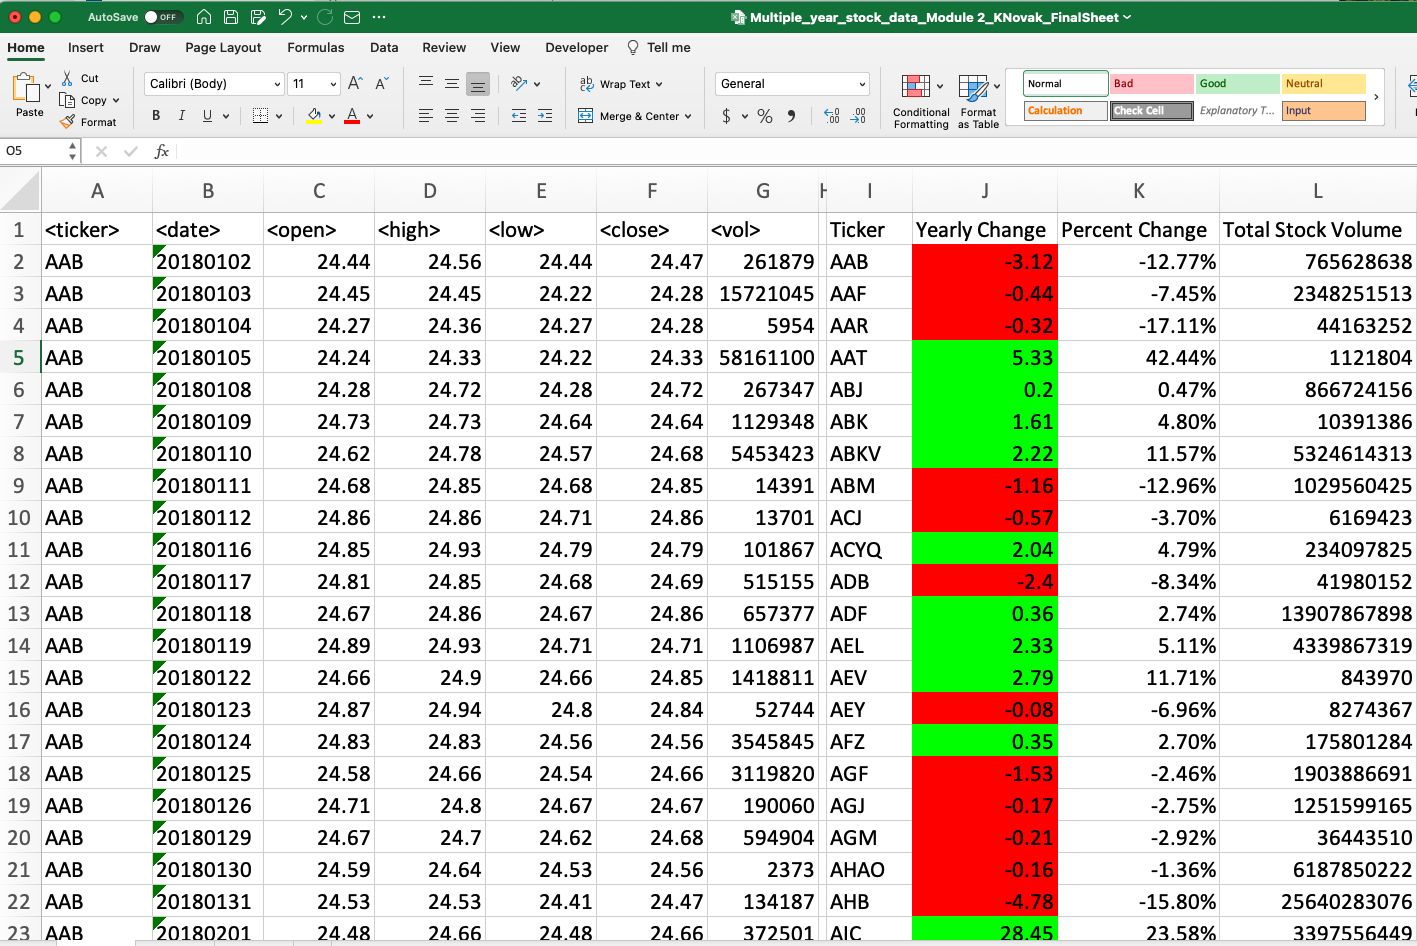 AutoSave OFF Multiple_year_stock_data_Module 2_KNovak_FinalSheet
Home Insert Draw Page Layout Formulas Data Review View Developer Tell me
Paste
Cut
Copy
Format
Calibri (Body) 11
B I U
A A
A
ab Wrap Text
Merge & Center
General
$ % 9 .00 .00
Conditional Formatting
Format as Table
Normal Bad Good Neutral
Calculation Check Cell Explanatory T... Input
O5 fx
A B C D E F G H I J K L
1 <ticker> <date> <open> <high> <low> <close> <vol> Ticker Yearly Change Percent Change Total Stock Volume
2 AAB 20180102 24.44 24.56 24.44 24.47 261879 AAB -3.12 -12.77% 765628638
3 AAB 20180103 24.45 24.45 24.22 24.28 15721045 AAF -0.44 -7.45% 2348251513
4 AAB 20180104 24.27 24.36 24.27 24.28 5954 AAR -0.32 -17.11% 44163252
5 AAB 20180105 24.24 24.33 24.22 24.33 58161100 AAT 5.33 42.44% 1121804
6 AAB 20180108 24.28 24.72 24.28 24.72 267347 ABJ 0.2 0.47% 866724156
7 AAB 20180109 24.73 24.73 24.64 24.64 1129348 ABK 1.61 4.80% 10391386
8 AAB 20180110 24.62 24.78 24.57 24.68 5453423 ABKV 2.22 11.57% 5324614313
9 AAB 20180111 24.68 24.85 24.68 24.85 14391 ABM -1.16 -12.96% 1029560425
10 AAB 20180112 24.86 24.86 24.71 24.86 13701 ACJ -0.57 -3.70% 6169423
11 AAB 20180116 24.85 24.93 24.79 24.79 101867 ACYQ 2.04 4.79% 234097825
12 AAB 20180117 24.81 24.85 24.68 24.69 515155 ADB -2.4 -8.34% 41980152
13 AAB 20180118 24.67 24.86 24.67 24.86 657377 ADF 0.36 2.74% 13907867898
14 AAB 20180119 24.89 24.93 24.71 24.71 1106987 AEL 2.33 5.11% 4339867319
15 AAB 20180122 24.66 24.9 24.66 24.85 1418811 AEV 2.79 11.71% 843970
16 AAB 20180123 24.87 24.94 24.8 24.84 52744 AEY -0.08 -6.96% 8274367
17 AAB 20180124 24.83 24.83 24.56 24.56 3545845 AFZ 0.35 2.70% 175801284
18 AAB 20180125 24.58 24.66 24.54 24.66 3119820 AGF -1.53 -2.46% 1903886691
19 AAB 20180126 24.71 24.8 24.67 24.67 190060 AGJ -0.17 -2.75% 1251599165
20 AAB 20180129 24.67 24.7 24.62 24.68 594904 AGM -0.21 -2.92% 36443510
21 AAB 20180130 24.59 24.64 24.53 24.56 2373 AHAO -0.16 -1.36% 6187850222
22 AAB 20180131 24.53 24.53 24.41 24.47 134187 AHB -4.78 -15.80% 25640283076
23 AAB 20180201 24.48 24.66 24.48 24.66 372501 AIC 28.45 23.58% 3397556449